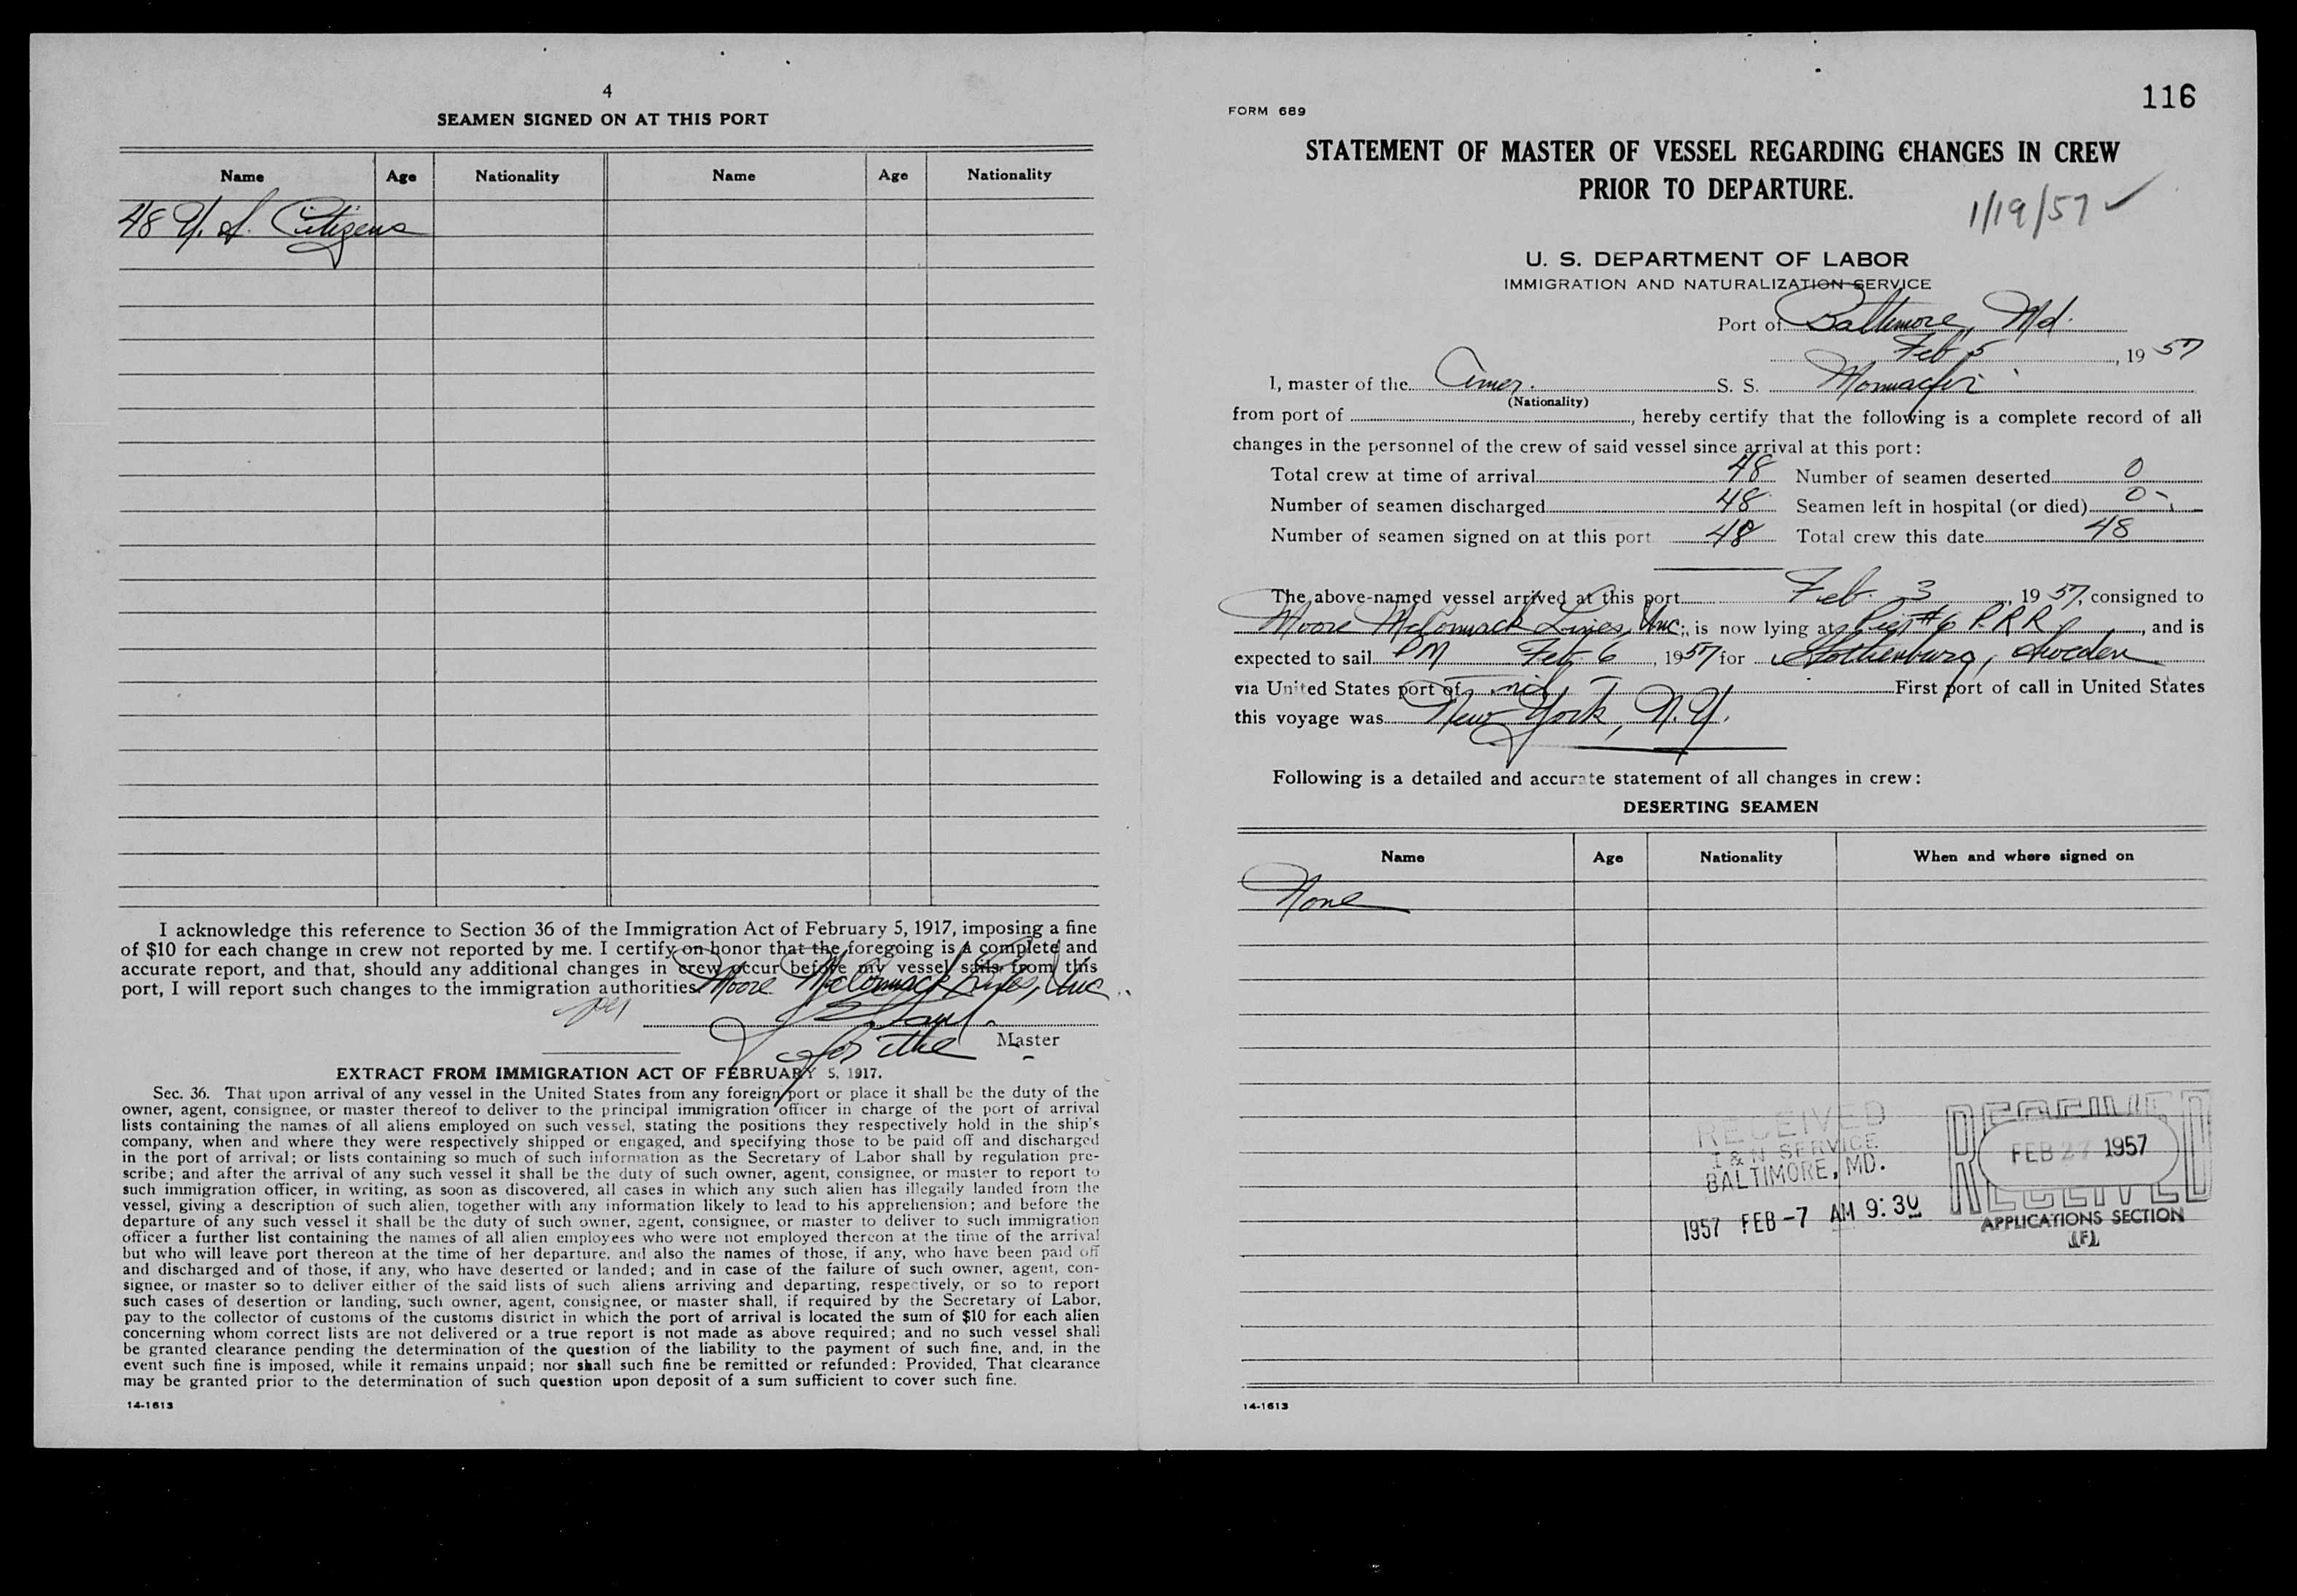 4
SEAMEN SIGNED ON AT THIS PORT
Name Age Nationality Name Age Nationality
48 U. S. Citizens
I acknowledge this reference to Section 36 of the Immigration Act of February 5, 1917, imposing a fine
of $10 for each change in crew not reported by me. I certify on honor that the foregoing is a complete and
accurate report, and that, should any additional changes in crew occur before my vessel sails from this
port, I will report such changes to the immigration authorities. Moore McCormack Lines, Inc.
for the Master
EXTRACT FROM IMMIGRATION ACT OF FEBRUARY 5, 1917.
Sec. 36. That upon arrival of any vessel in the United States from any foreign port or place it shall be the duty of the
owner, agent, consignee, or master thereof to deliver to the principal immigration officer in charge of the port of arrival
lists containing the names of all aliens employed on such vessel, stating the positions they respectively hold in the ship's
company, when and where they were respectively shipped or engaged, and specifying those to be paid off and discharged
in the port of arrival; or lists containing so much of such information as the Secretary of Labor shall by regulation pre-
scribe; and after the arrival of any such vessel it shall be the duty of such owner, agent, consignee, or master to report to
such immigration officer, in writing, as soon as discovered, all cases in which any such alien has illegally landed from the
vessel, giving a description of such alien, together with any information likely to lead to his apprehension; and before the
departure of any such vessel it shall be the duty of such owner, agent, consignee, or master to deliver to such immigration
officer a further list containing the names of all alien employees who were not employed thereon at the time of the arrival
but who will leave port thereon at the time of her departure, and also the names of those, if any, who have been paid off
and discharged and of those, if any, who have deserted or landed; and in case of the failure of such owner, agent, con-
signee, or master so to deliver either of the said lists of such aliens arriving and departing, respectively, or so to report
such cases of desertion or landing, such owner, agent, consignee, or master shall, if required by the Secretary of Labor,
pay to the collector of customs of the customs district in which the port of arrival is located the sum of $10 for each alien
concerning whom correct lists are not delivered or a true report is not made as above required; and no such vessel shall
be granted clearance pending the determination of the question of the liability to the payment of such fine, and, in the
event such fine is imposed, while it remains unpaid; nor shall such fine be remitted or refunded: Provided, That clearance
may be granted prior to the determination of such question upon deposit of a sum sufficient to cover such fine.
14-1613
116
FORM 689
STATEMENT OF MASTER OF VESSEL REGARDING CHANGES IN CREW
PRIOR TO DEPARTURE.
1/19/57 ✓
U. S. DEPARTMENT OF LABOR
IMMIGRATION AND NATURALIZATION SERVICE
Port of Baltimore, Md.
Feb 5, 19 57
I, master of the Amer. S. S. Mormacfir
(Nationality)
from port of , hereby certify that the following is a complete record of all
changes in the personnel of the crew of said vessel since arrival at this port:
Total crew at time of arrival 48 Number of seamen deserted 0
Number of seamen discharged 48 Seamen left in hospital (or died) 0
Number of seamen signed on at this port 48 Total crew this date 48
The above-named vessel arrived at this port Feb. 3, 19 57, consigned to
Moore McCormack Lines, Inc; is now lying at Pier #6 P.R.R., and is
expected to sail PM Feb 6, 1957 for Gothenburg, Sweden
via United States port of nil First port of call in United States
this voyage was New York, N.Y.
Following is a detailed and accurate statement of all changes in crew:
DESERTING SEAMEN
Name Age Nationality When and where signed on
None
RECEIVED
I & N SERVICE
BALTIMORE, MD.
1957 FEB -7 AM 9:30
RECEIVED
FEB 27 1957
RECEIVED
APPLICATIONS SECTION
(F)
14-1613